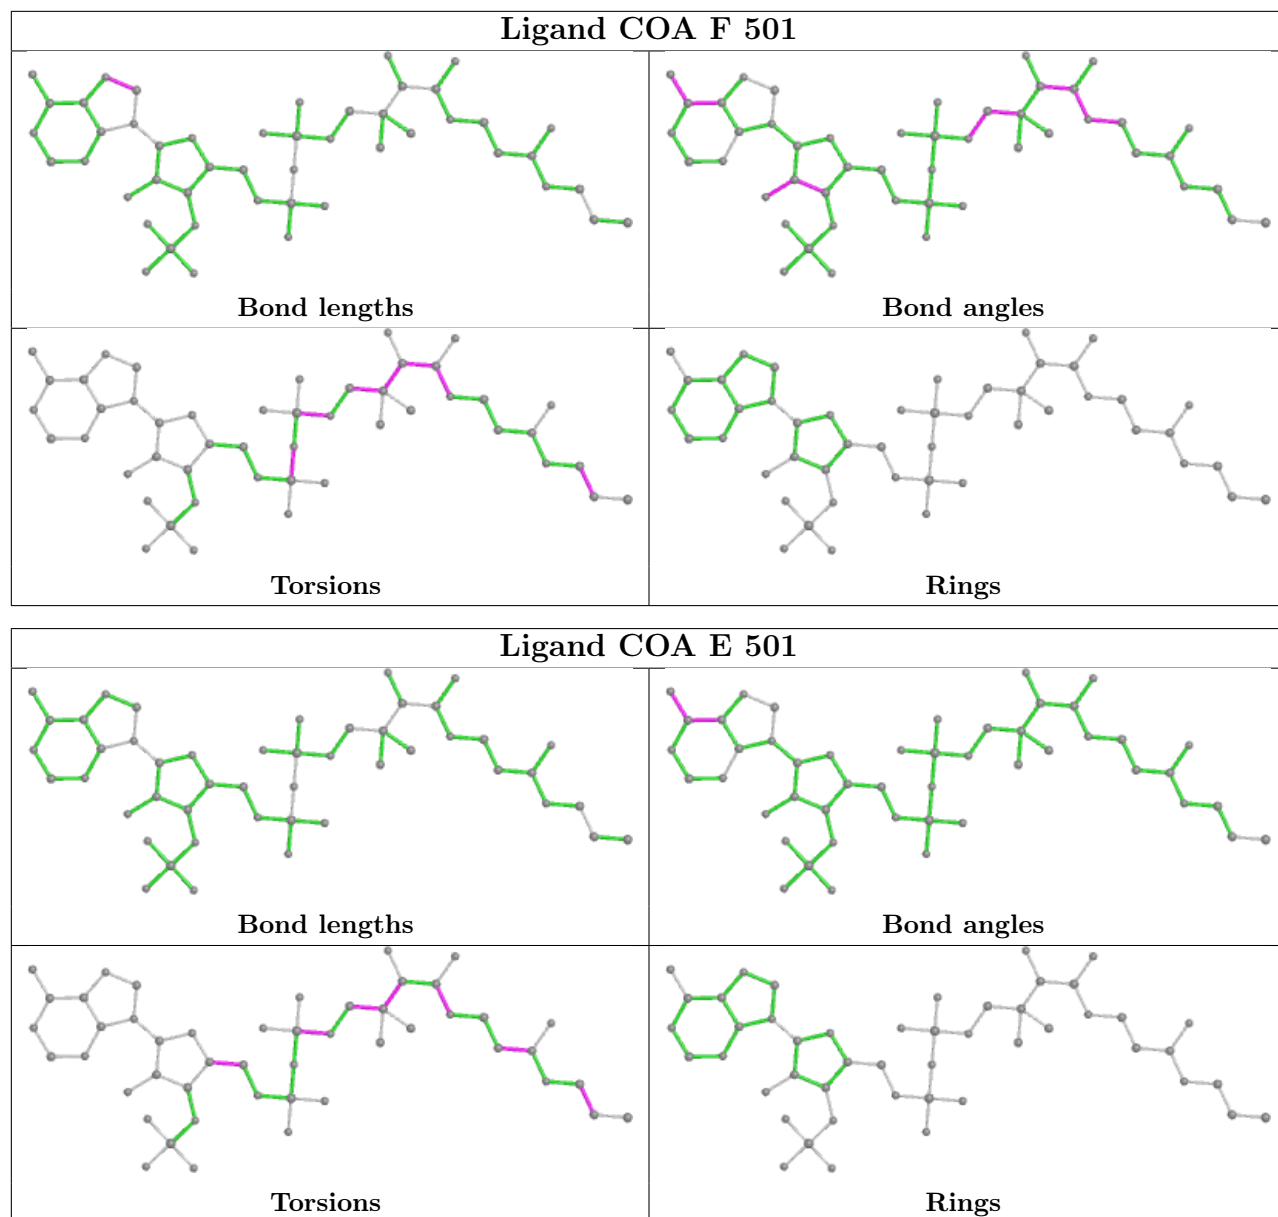 Ligand COA F 501
Bond lengths
Bond angles
Torsions
Rings
Ligand COA E 501
Bond lengths
Bond angles
Torsions
Rings